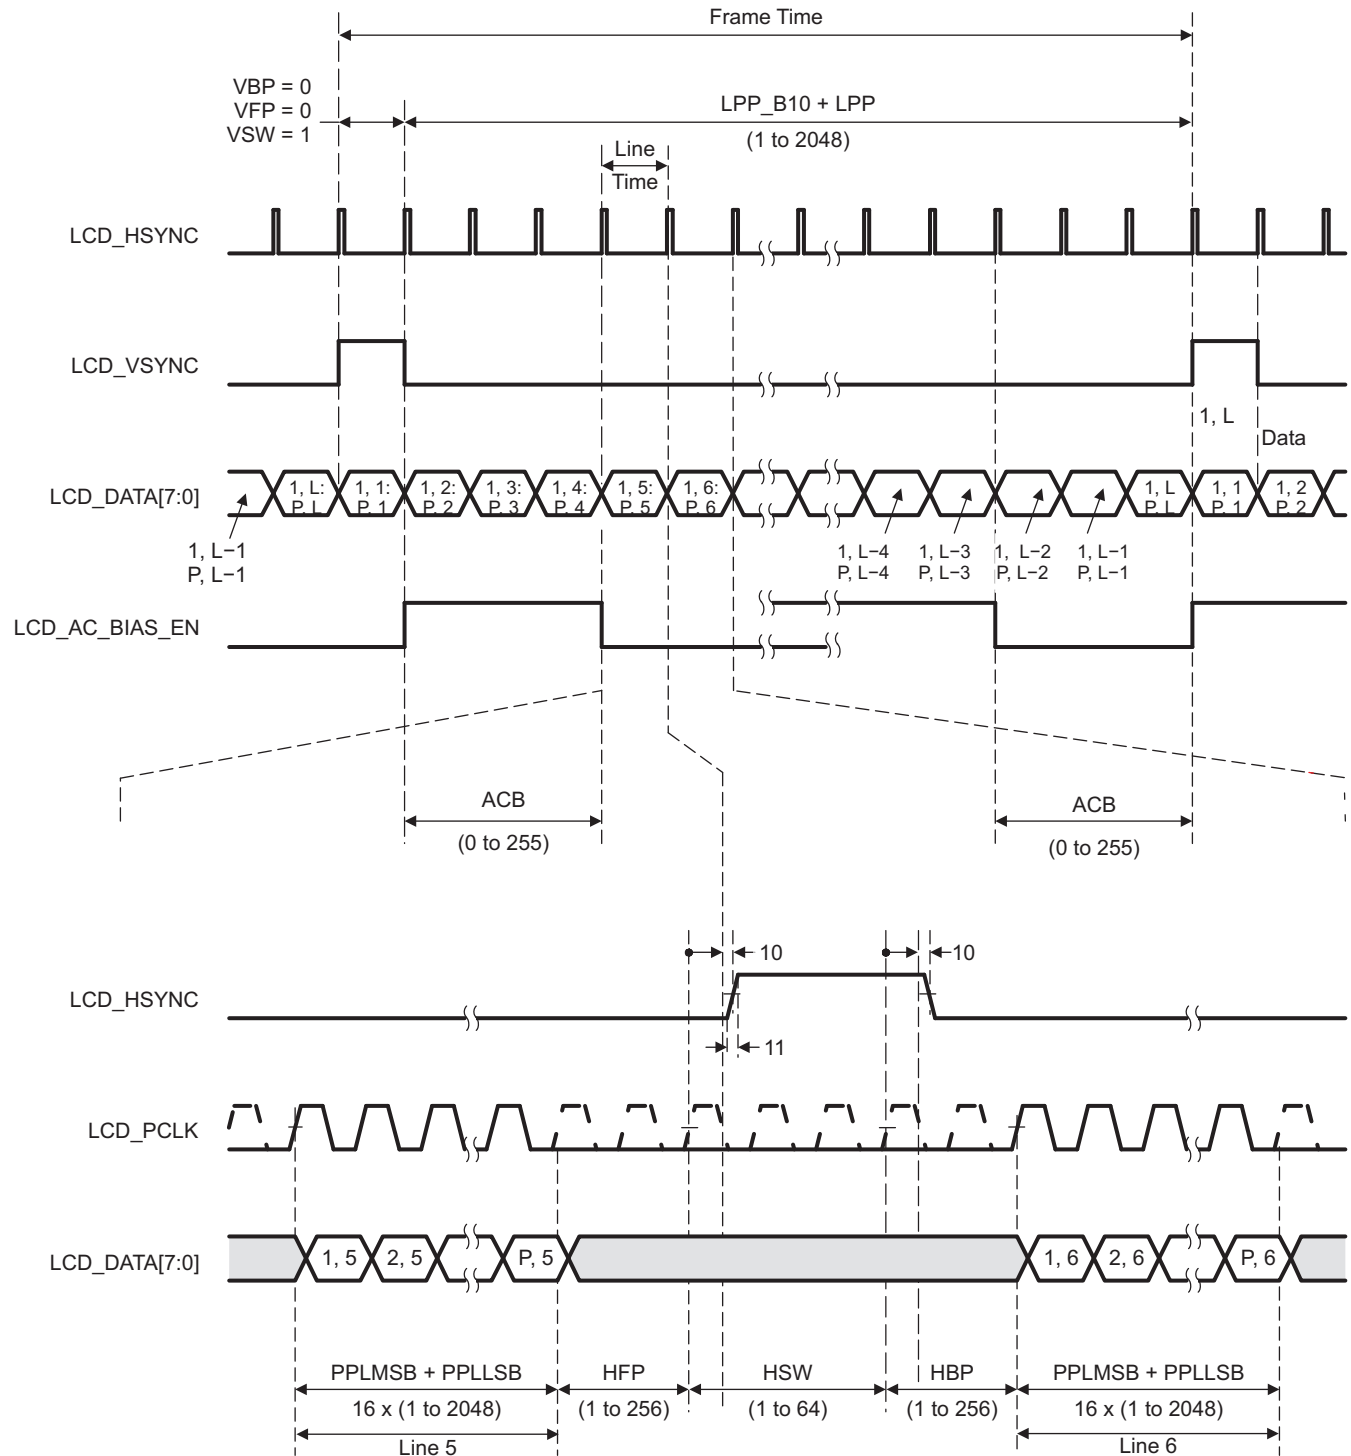 Frame Time
VBP = 0
VFP = 0
VSW = 1
LPP_B10 + LPP
(1 to 2048)
Line
Time
LCD_HSYNC
LCD_VSYNC
1, L
Data
LCD_DATA[7:0]
1, L: 1, 1: 1, 2: 1, 3: 1, 4: 1, 5: 1, 6: 1, L 1, 1 1, 2
P, L P, 1 P, 2 P, 3 P, 4 P, 5 P, 6 P, L P, 1 P, 2
1, L−1 1, L−4 1, L−3 1, L−2 1, L−1
P, L−1 P, L−4 P, L−3 P, L−2 P, L−1
LCD_AC_BIAS_EN
ACB ACB
(0 to 255) (0 to 255)
10 10
LCD_HSYNC
11
LCD_PCLK
LCD_DATA[7:0]
1, 5 2, 5 P, 5 1, 6 2, 6 P, 6
PPLMSB + PPLLSB HFP HSW HBP PPLMSB + PPLLSB
16 x (1 to 2048) (1 to 256) (1 to 64) (1 to 256) 16 x (1 to 2048)
Line 5 Line 6